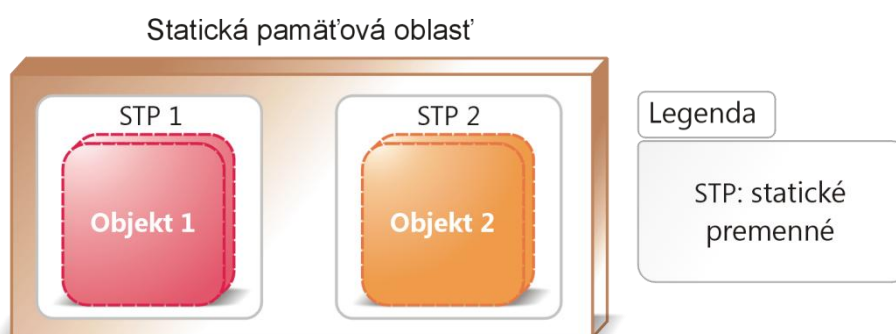 Statická pamäťová oblasť
STP 1
Objekt 1
STP 2
Objekt 2
Legenda
STP: statické
premenné